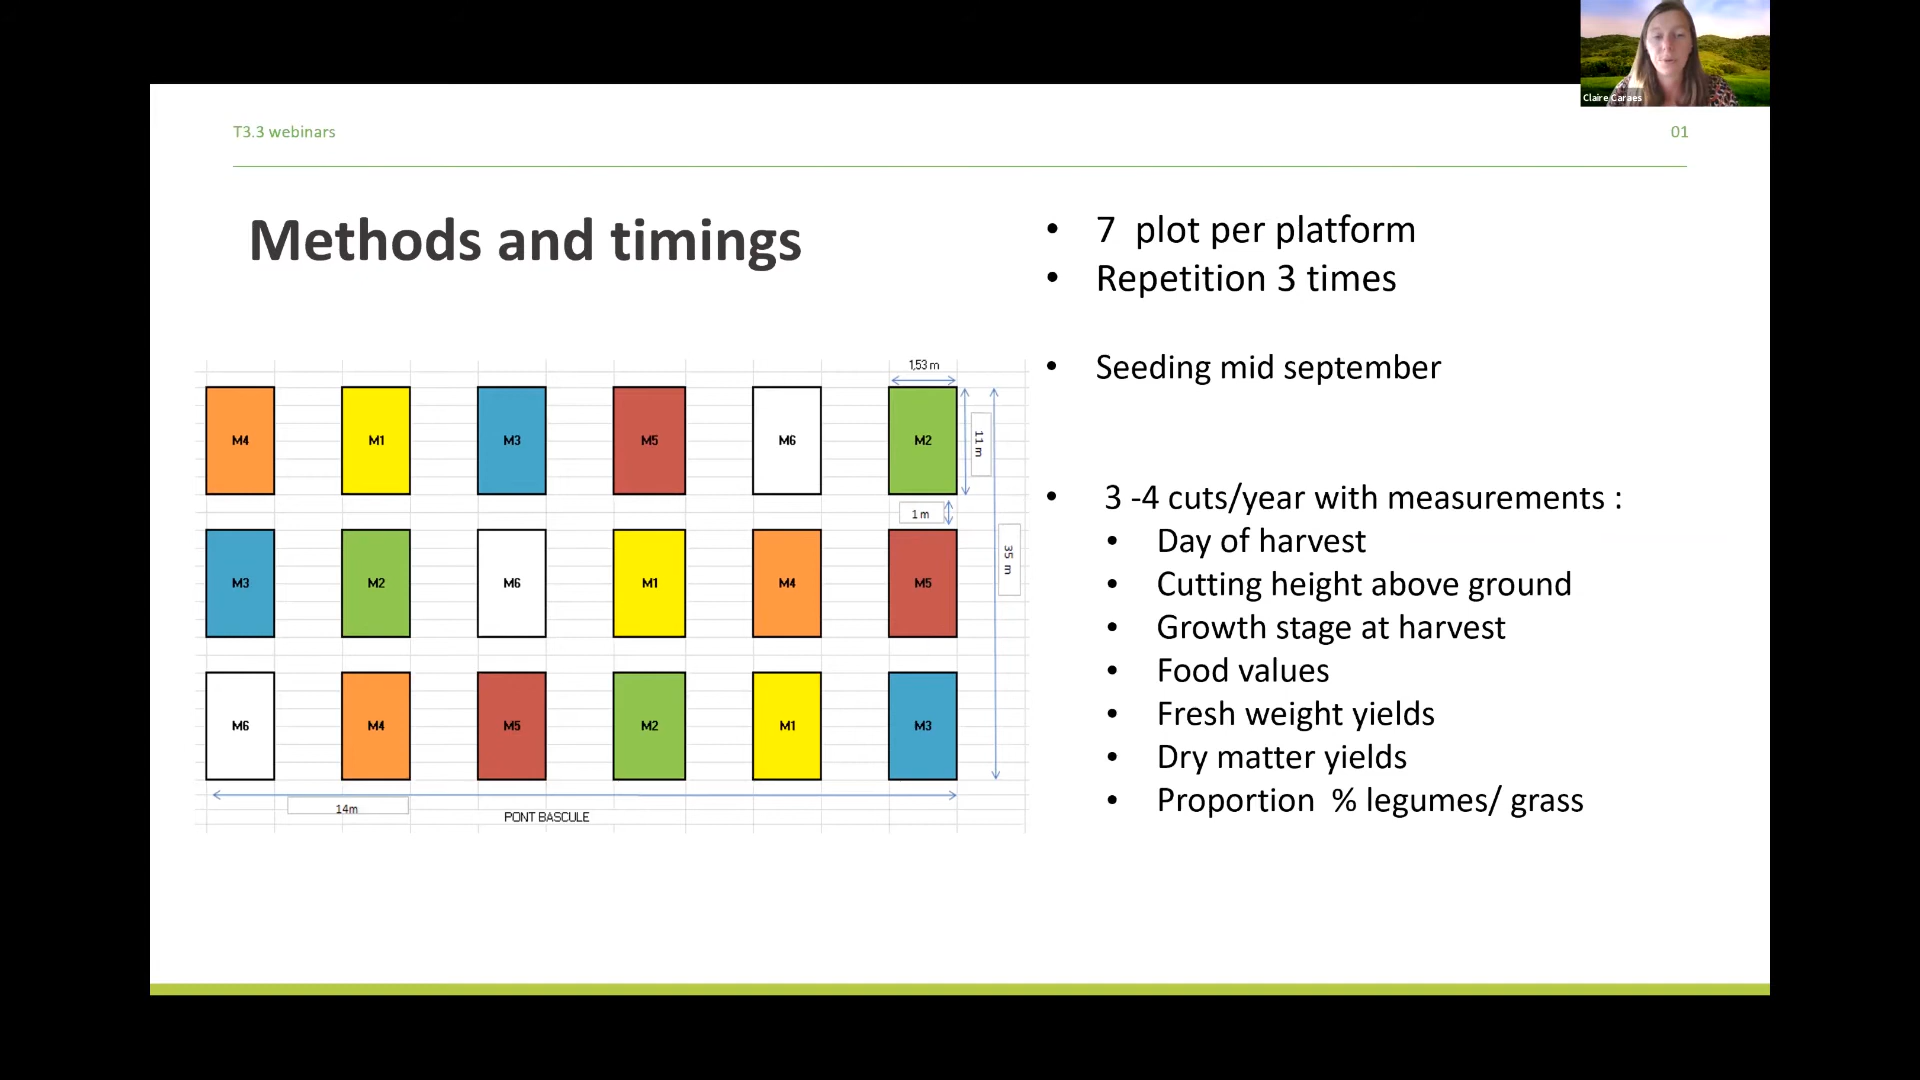 Claire Caraes
T3.3 webinars
01
Methods and timings
• 7 plot per platform
• Repetition 3 times
• Seeding mid september
• 3 -4 cuts/year with measurements :
• Day of harvest
• Cutting height above ground
• Growth stage at harvest
• Food values
• Fresh weight yields
• Dry matter yields
• Proportion % legumes/ grass
1,53 m
M4 M1 M3 M5 M6 M2
11 m
1 m
35 m
M3 M2 M6 M1 M4 M5
M6 M4 M5 M2 M1 M3
14m
PONT BASCULE